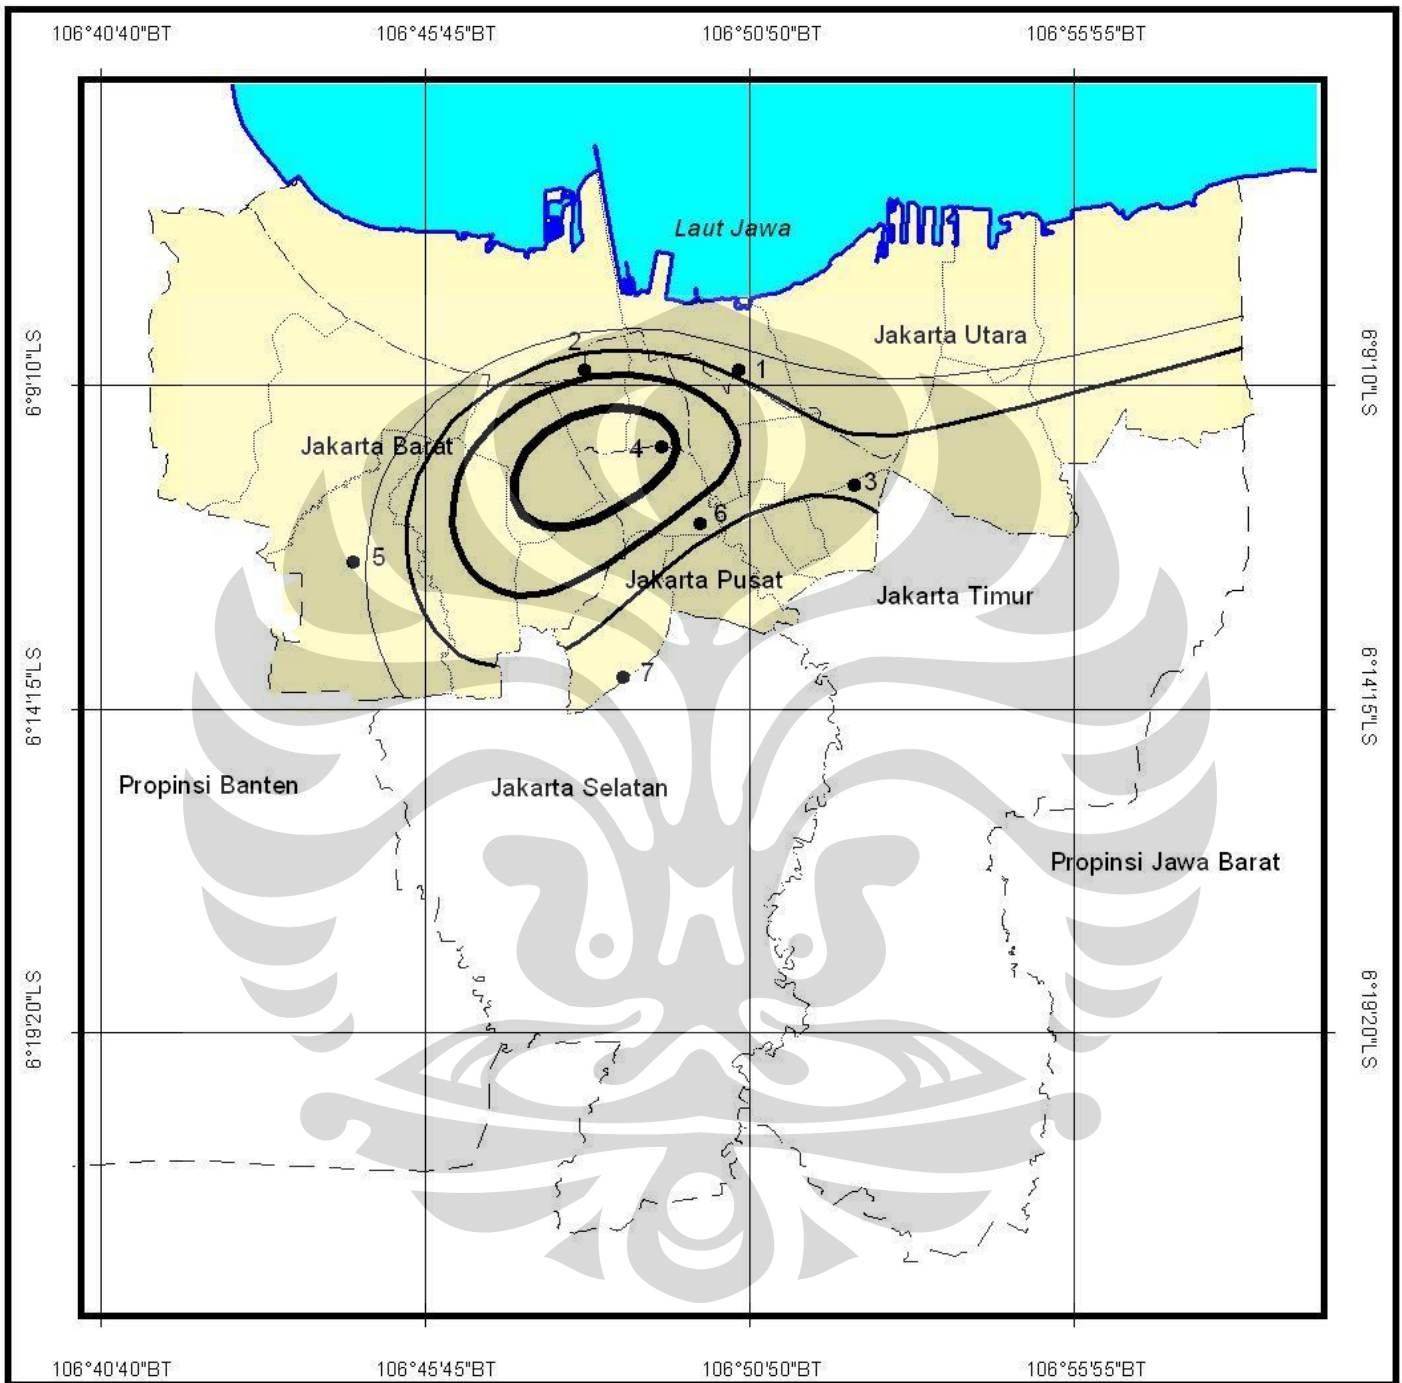 106°40'40"BT
106°45'45"BT
106°50'50"BT
106°55'55"BT
Laut Jawa
Jakarta Utara
6°9'10"LS
6°9'10"LS
2
1
Jakarta Barat
4
3
6
5
Jakarta Pusat
Jakarta Timur
7
6°14'15"LS
6°14'15"LS
Propinsi Banten
Jakarta Selatan
Propinsi Jawa Barat
6°19'20"LS
6°19'20"LS
106°40'40"BT
106°45'45"BT
106°50'50"BT
106°55'55"BT